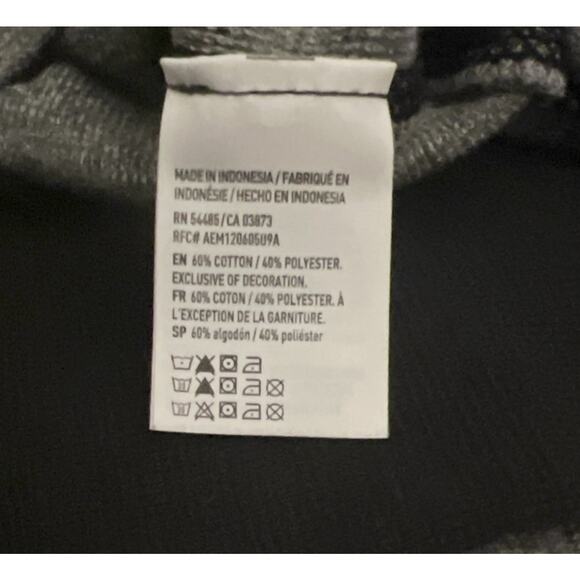 MADE IN INDONESIA / FABRIQUÉ EN
INDONÉSIE / HECHO EN INDONESIA
RN 54485/CA 03873
RFC# AEM120605U9A
EN 60% COTTON / 40% POLYESTER.
EXCLUSIVE OF DECORATION.
FR 60% COTON / 40% POLYESTER. À
L'EXCEPTION DE LA GARNITURE.
SP 60% algodón / 40% poliéster